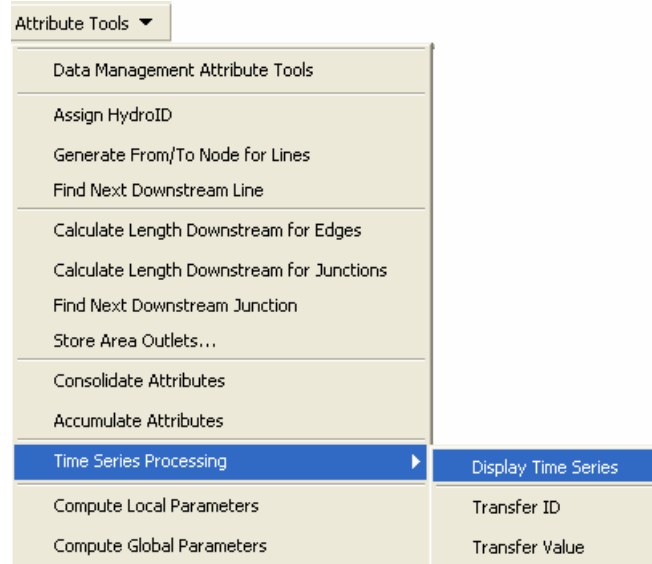 Attribute Tools
Data Management Attribute Tools
Assign HydroID
Generate From/To Node for Lines
Find Next Downstream Line
Calculate Length Downstream for Edges
Calculate Length Downstream for Junctions
Find Next Downstream Junction
Store Area Outlets...
Consolidate Attributes
Accumulate Attributes
Time Series Processing
Display Time Series
Compute Local Parameters
Transfer ID
Compute Global Parameters
Transfer Value